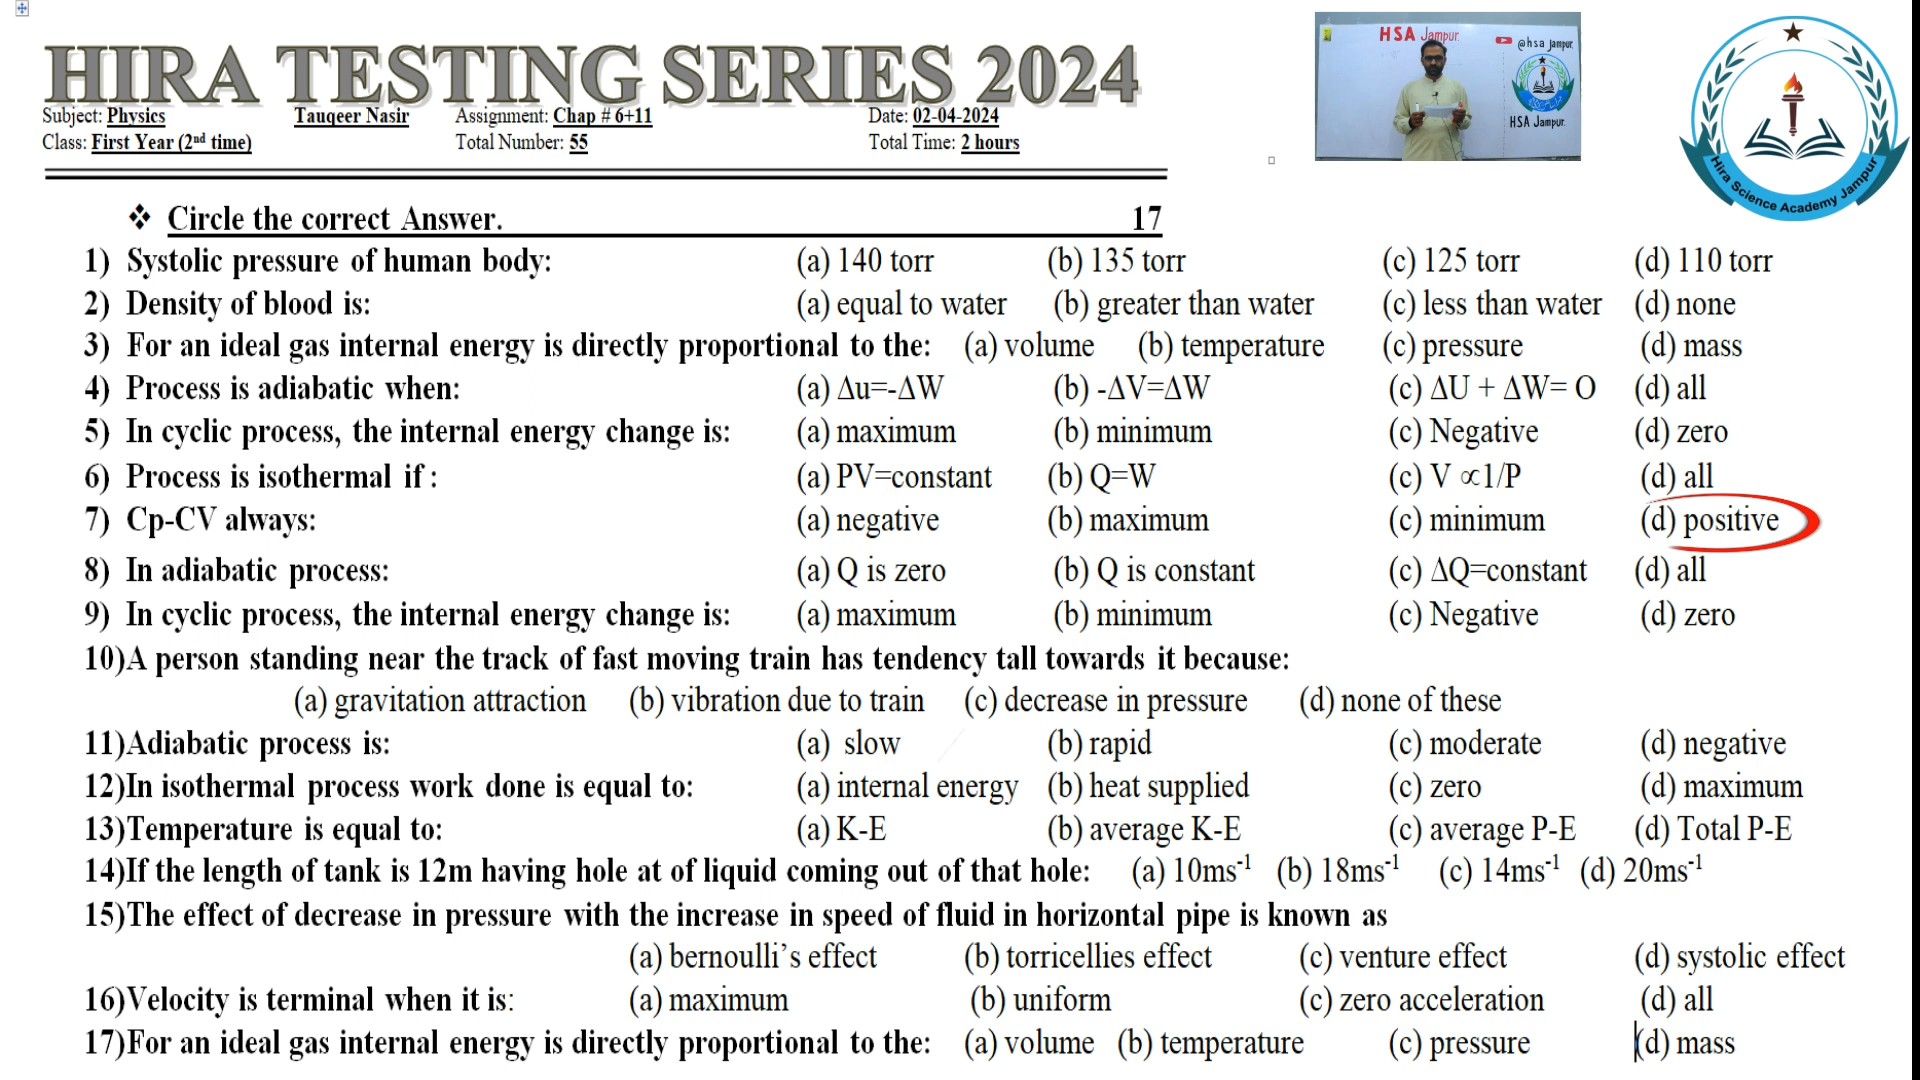 HIRA TESTING SERIES 2024
Subject: Physics Tauqeer Nasir Assignment: Chap # 6+11 Date: 02-04-2024
Class: First Year (2nd time) Total Number: 55 Total Time: 2 hours
HSA Jampur
@hsa jampur
HSA Jampur
Hira Science Academy Jampur
❖ Circle the correct Answer. 17
1) Systolic pressure of human body: (a) 140 torr (b) 135 torr (c) 125 torr (d) 110 torr
2) Density of blood is: (a) equal to water (b) greater than water (c) less than water (d) none
3) For an ideal gas internal energy is directly proportional to the: (a) volume (b) temperature (c) pressure (d) mass
4) Process is adiabatic when: (a) Δu=-ΔW (b) -ΔV=ΔW (c) ΔU + ΔW= O (d) all
5) In cyclic process, the internal energy change is: (a) maximum (b) minimum (c) Negative (d) zero
6) Process is isothermal if : (a) PV=constant (b) Q=W (c) V ∝1/P (d) all
7) Cp-CV always: (a) negative (b) maximum (c) minimum (d) positive
8) In adiabatic process: (a) Q is zero (b) Q is constant (c) ΔQ=constant (d) all
9) In cyclic process, the internal energy change is: (a) maximum (b) minimum (c) Negative (d) zero
10)A person standing near the track of fast moving train has tendency tall towards it because:
(a) gravitation attraction (b) vibration due to train (c) decrease in pressure (d) none of these
11)Adiabatic process is: (a) slow (b) rapid (c) moderate (d) negative
12)In isothermal process work done is equal to: (a) internal energy (b) heat supplied (c) zero (d) maximum
13)Temperature is equal to: (a) K-E (b) average K-E (c) average P-E (d) Total P-E
14)If the length of tank is 12m having hole at of liquid coming out of that hole: (a) 10ms-1 (b) 18ms-1 (c) 14ms-1 (d) 20ms-1
15)The effect of decrease in pressure with the increase in speed of fluid in horizontal pipe is known as
(a) bernoulli's effect (b) torricellies effect (c) venture effect (d) systolic effect
16)Velocity is terminal when it is: (a) maximum (b) uniform (c) zero acceleration (d) all
17)For an ideal gas internal energy is directly proportional to the: (a) volume (b) temperature (c) pressure (d) mass